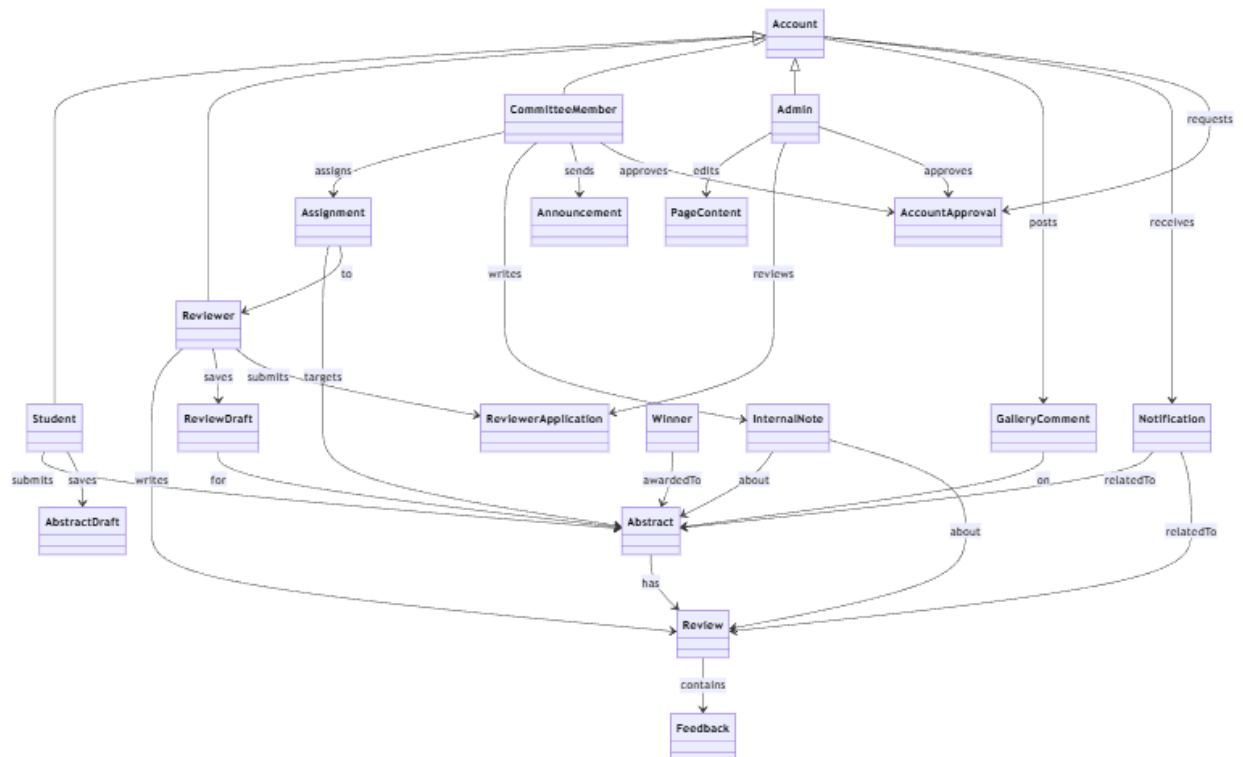 Account
CommitteeMember
Admin
requests
assigns
sends
approves
edits
approves
Assignment
Announcement
PageContent
AccountApproval
posts
receives
to
writes
reviews
Reviewer
saves
submits
targets
Student
ReviewDraft
ReviewerApplication
Winner
InternalNote
GalleryComment
Notification
submits
saves
writes
for
awardedTo
about
on
relatedTo
AbstractDraft
Abstract
about
relatedTo
has
Review
contains
Feedback